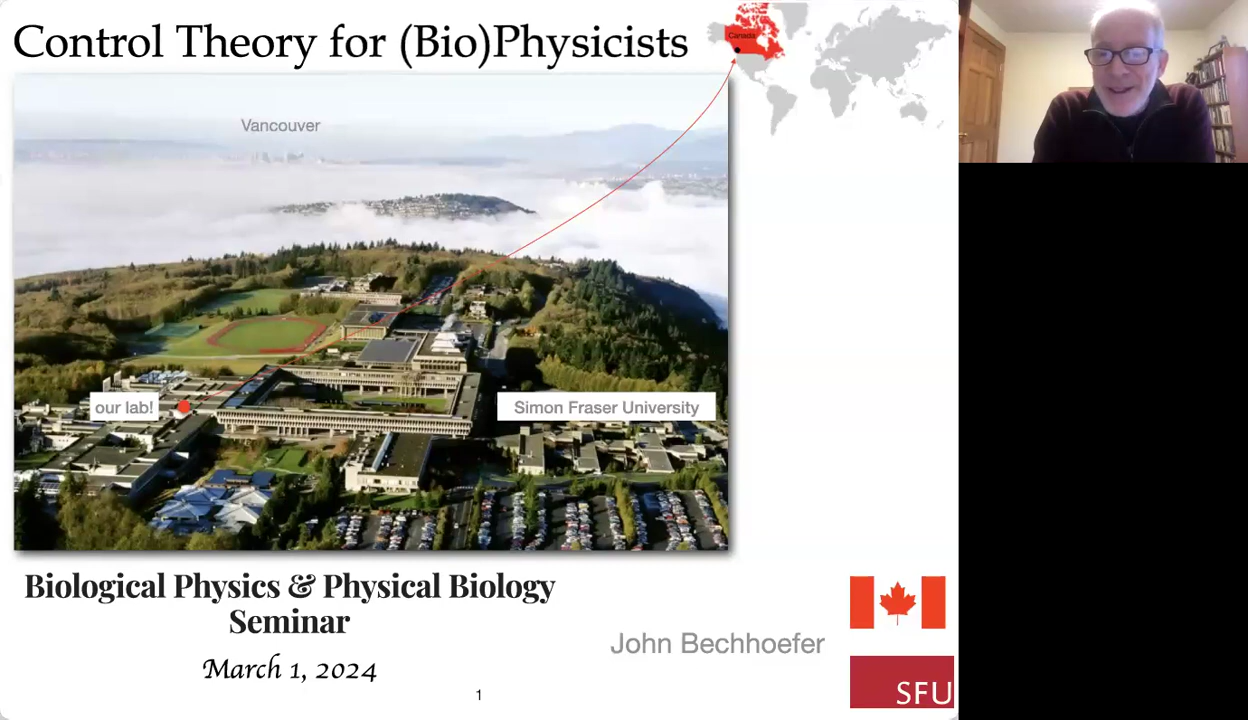 Control Theory for (Bio)Physicists
Canada
Vancouver
our lab!
Simon Fraser University
Biological Physics & Physical Biology
Seminar
March 1, 2024
John Bechhoefer
1
SFU